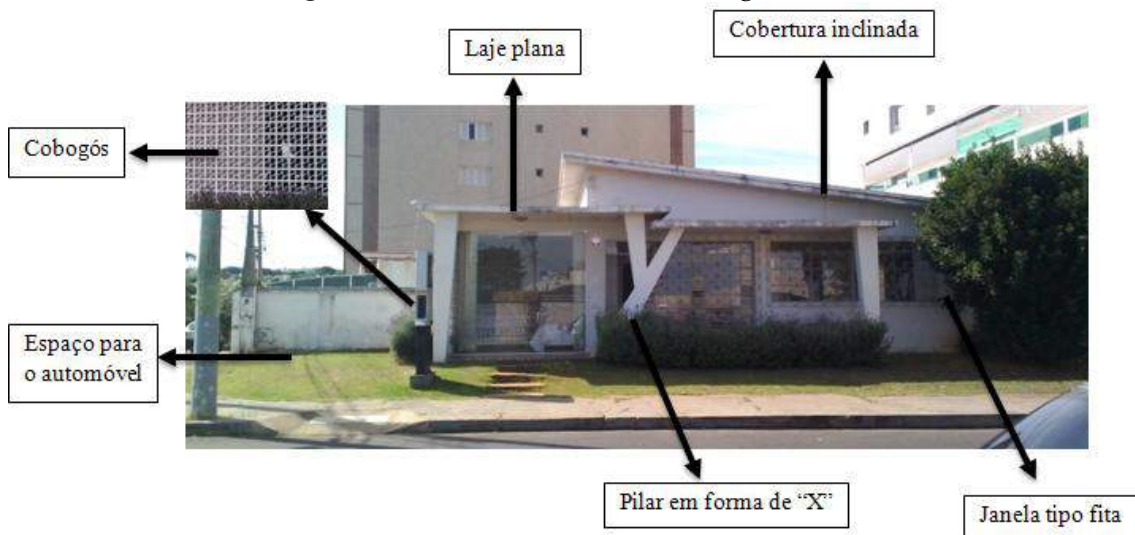 Cobertura inclinada
Laje plana
Cobogós
Espaço para
o automóvel
Pilar em forma de “X”
Janela tipo fita